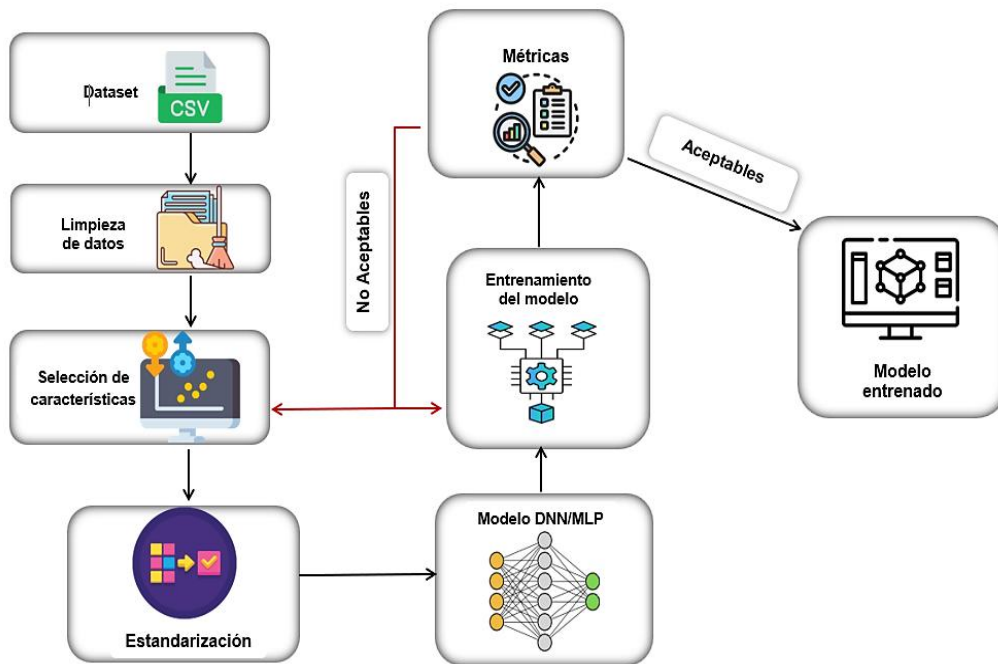 Dataset
CSV
Limpieza
de datos
Selección de
características
Estandarización
Modelo DNN/MLP
Entrenamiento
del modelo
Métricas
No Aceptables
Aceptables
Modelo
entrenado